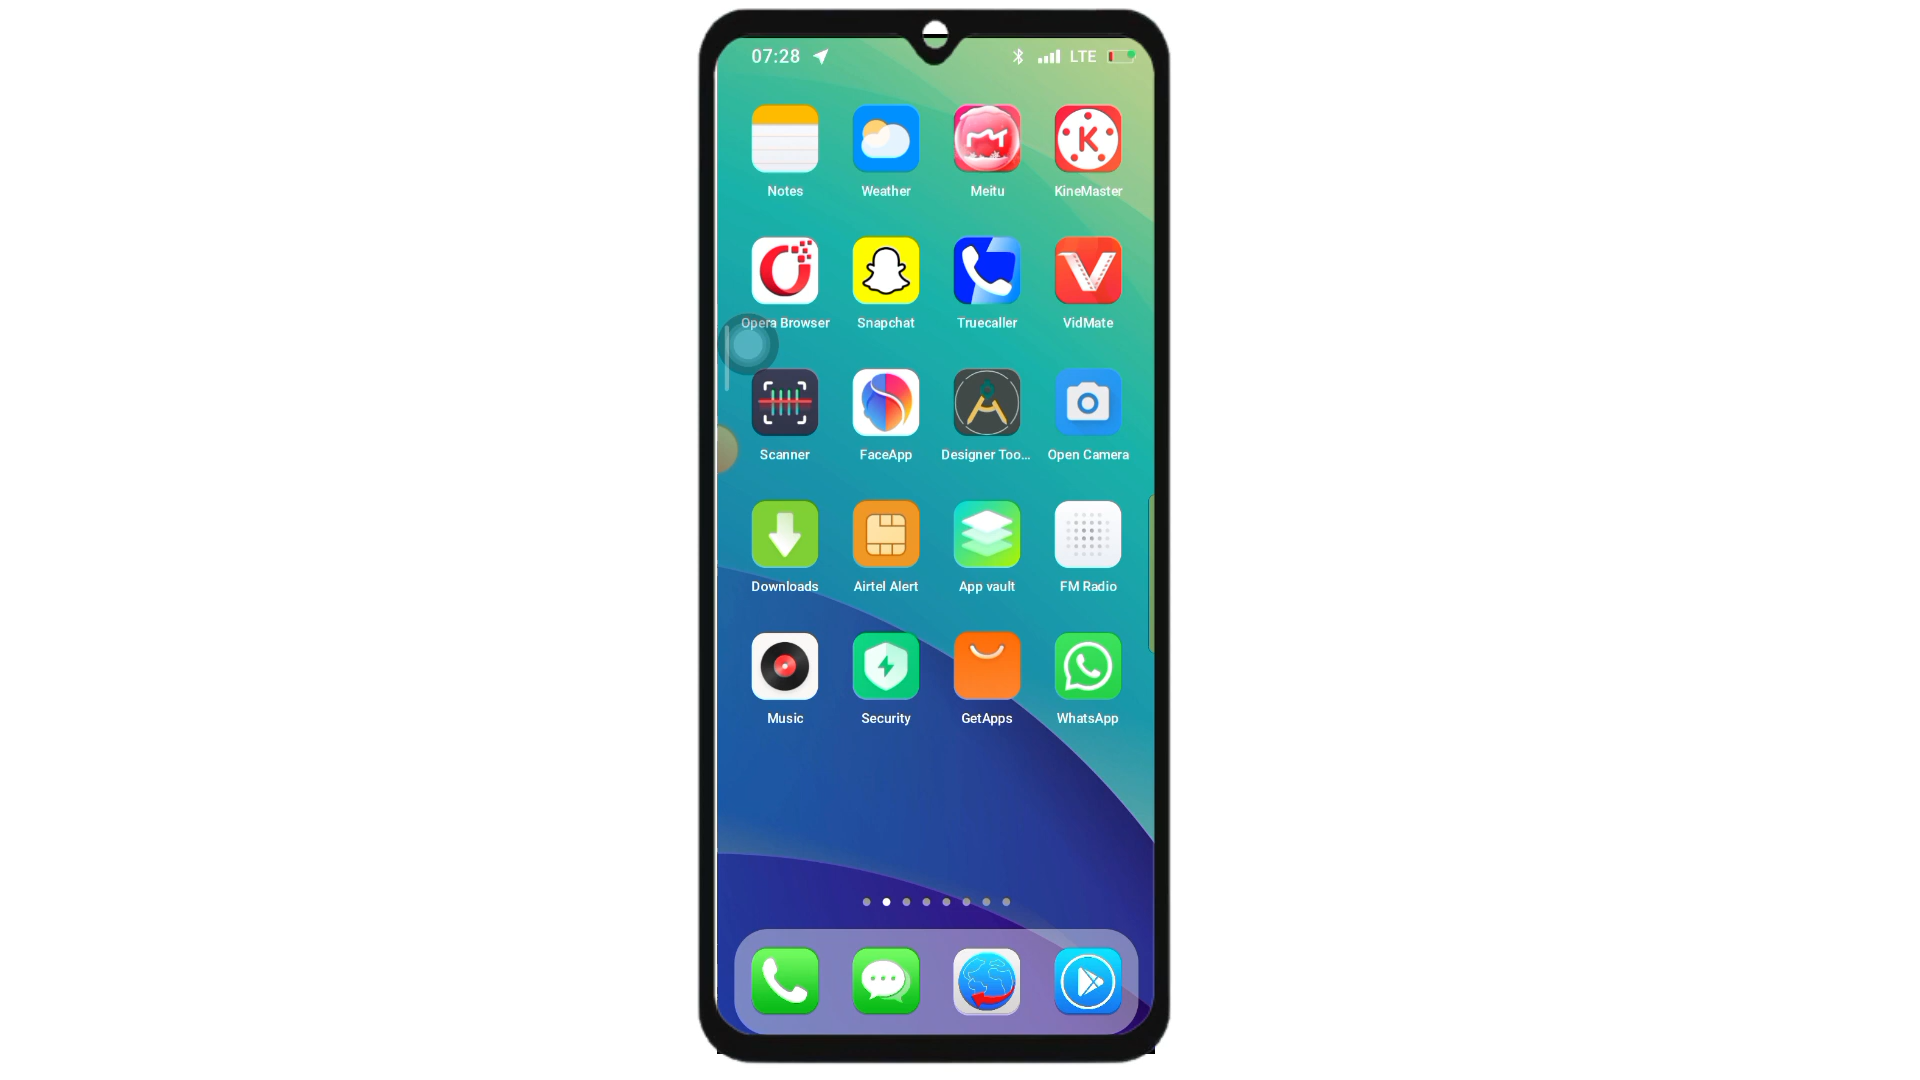 07:28 LTE
Notes Weather Meitu KineMaster
Opera Browser Snapchat Truecaller VidMate
Scanner FaceApp Designer Too... Open Camera
Downloads Airtel Alert App vault FM Radio
Music Security GetApps WhatsApp